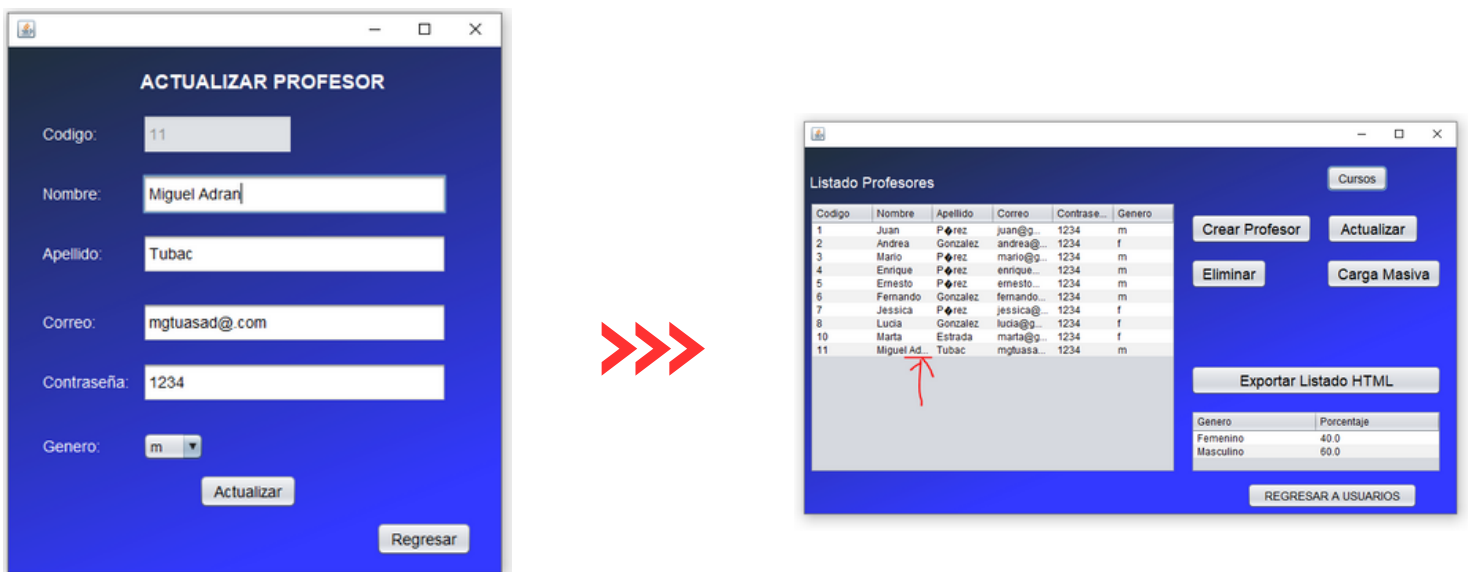 ACTUALIZAR PROFESOR
Codigo: 11
Nombre: Miguel Adran
Apellido: Tubac
Correo: mgtuasad@.com
Contraseña: 1234
Genero: m
Actualizar
Regresar
Cursos
Listado Profesores
Codigo Nombre Apellido Correo Contrase... Genero
1 Juan P�rez juan@g... 1234 m
2 Andrea Gonzalez andrea@... 1234 f
3 Mario P�rez mario@g... 1234 m
4 Enrique P�rez enrique... 1234 m
5 Ernesto P�rez ernesto... 1234 m
6 Fernando Gonzalez fernando... 1234 m
7 Jessica P�rez jessica@... 1234 f
8 Lucia Gonzalez lucia@g... 1234 f
10 Marta Estrada marta@g... 1234 f
11 Miguel Ad... Tubac mgtuasa... 1234 m
Crear Profesor Actualizar
Eliminar Carga Masiva
Exportar Listado HTML
Genero Porcentaje
Femenino 40.0
Masculino 60.0
REGRESAR A USUARIOS